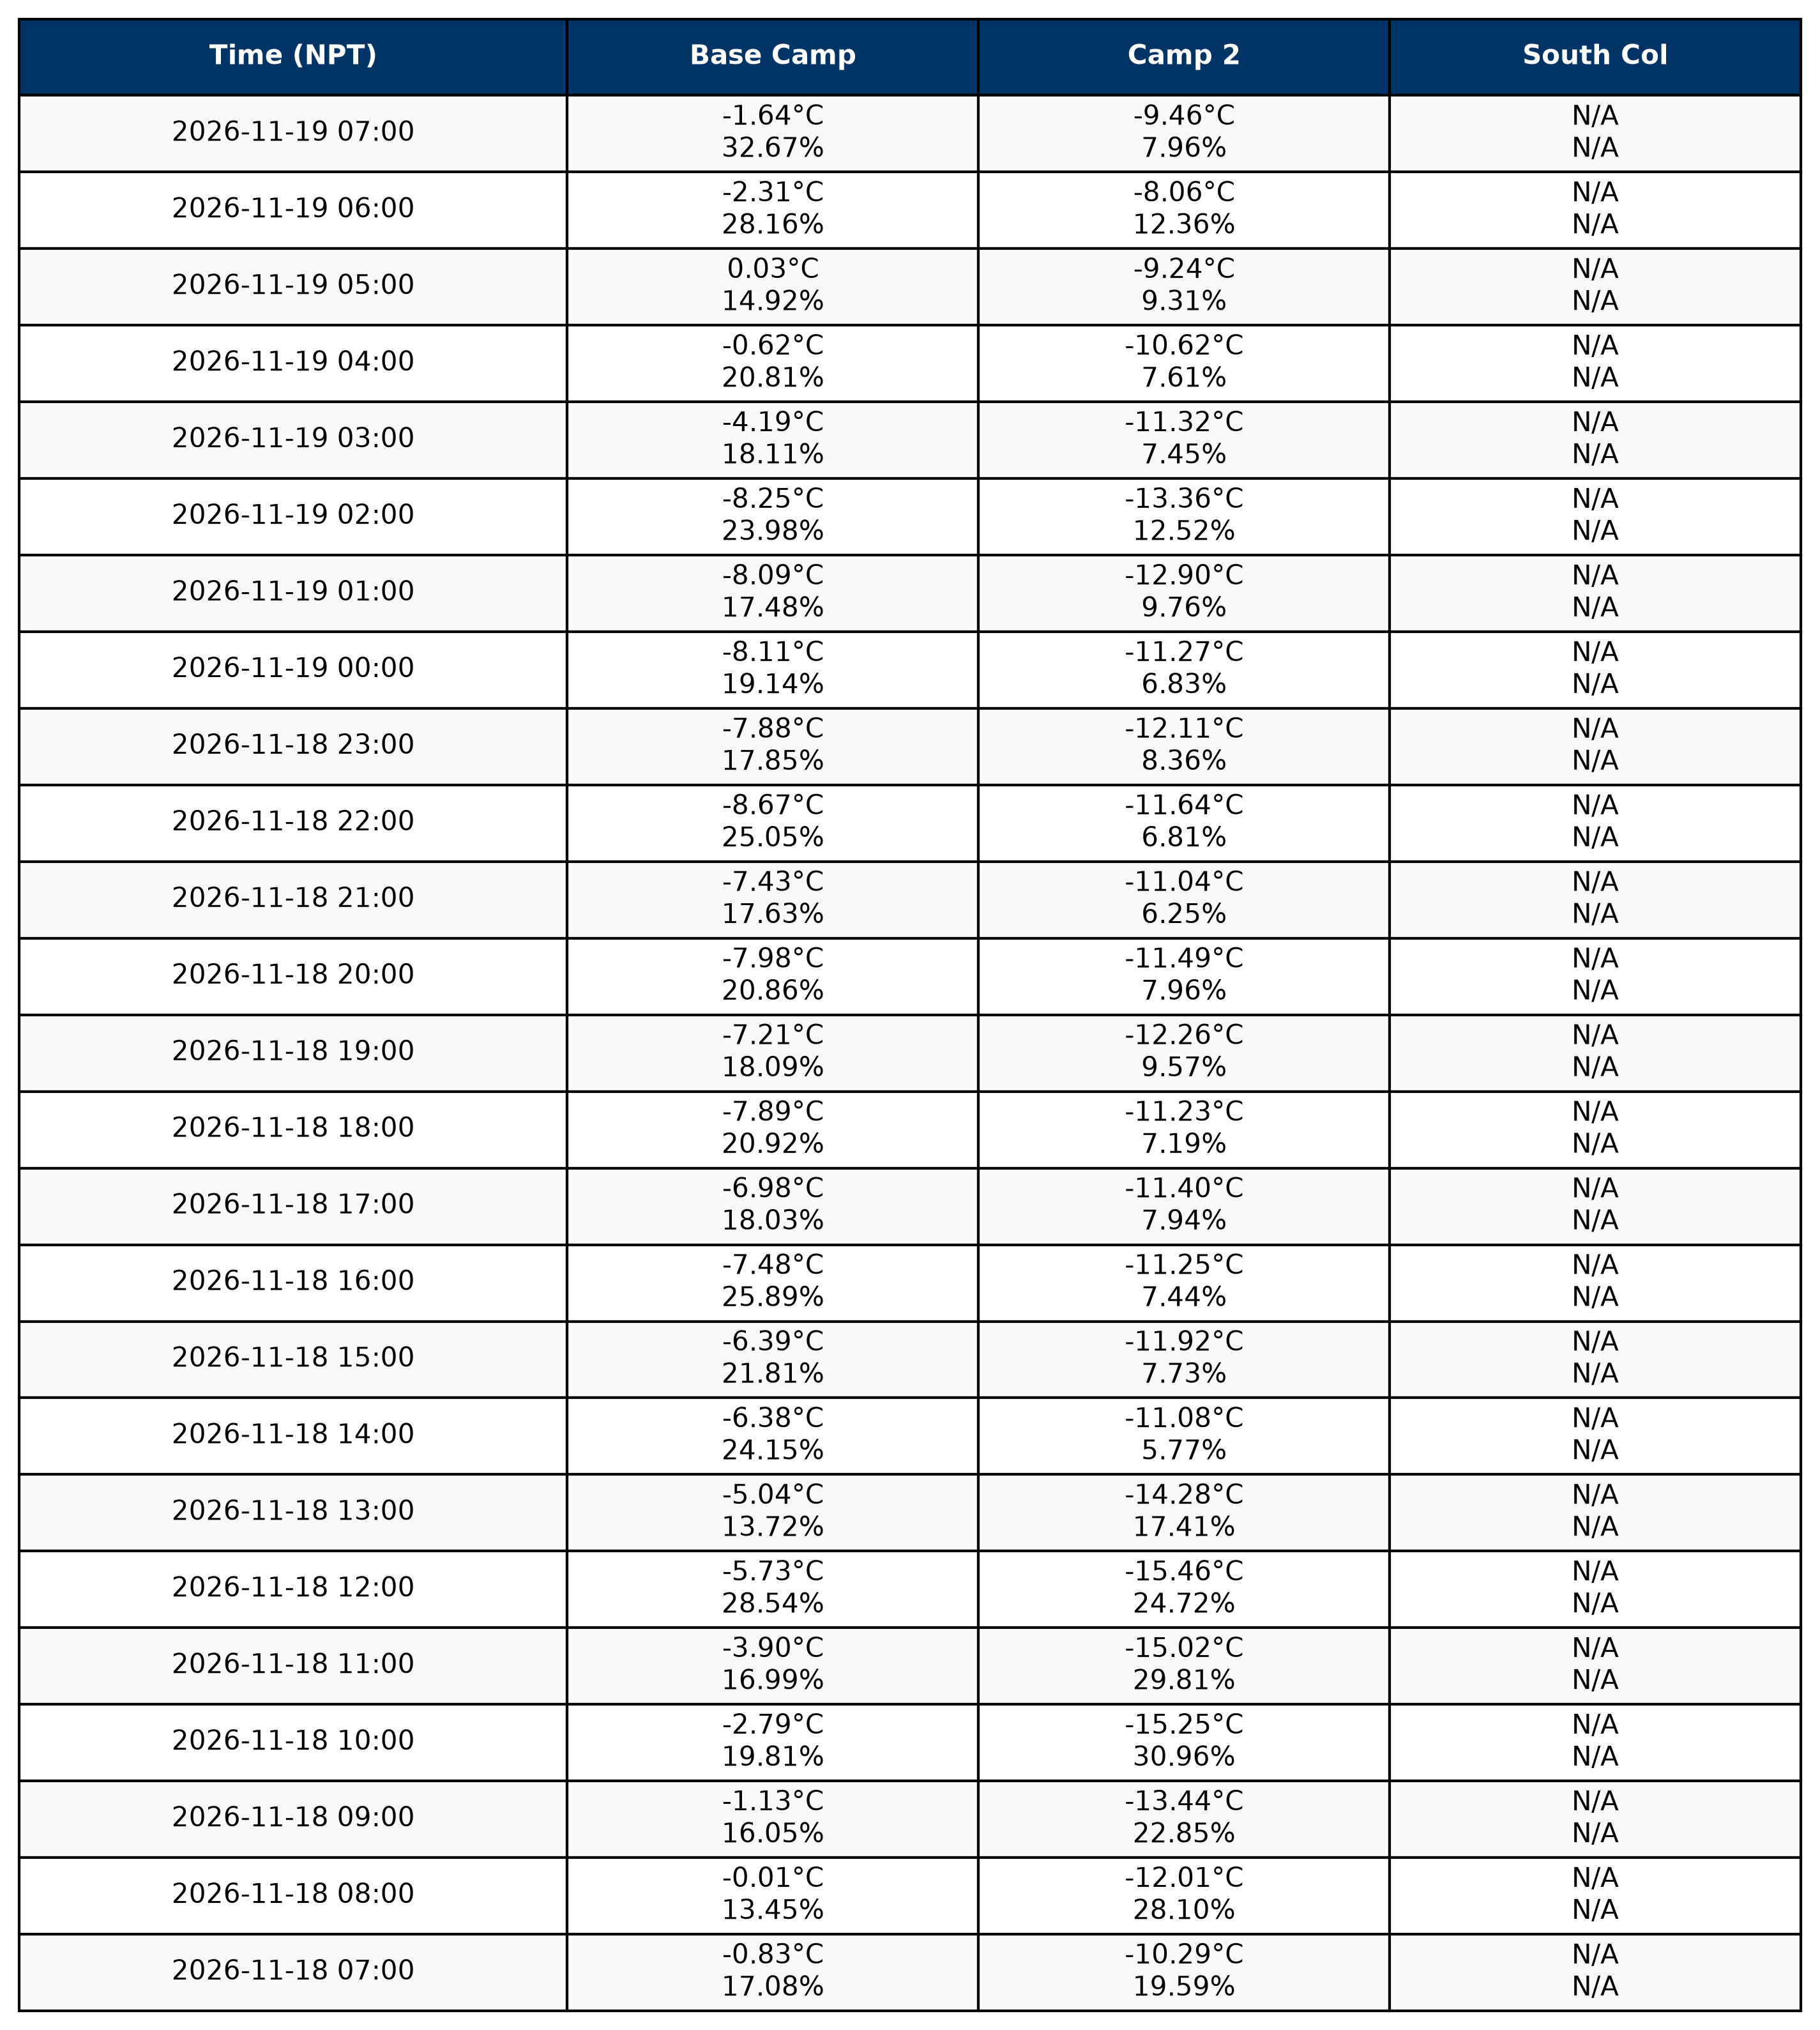 Time (NPT) Base Camp Camp 2 South Col
2026-11-19 07:00 -1.64°C -9.46°C N/A
32.67% 7.96% N/A
2026-11-19 06:00 -2.31°C -8.06°C N/A
28.16% 12.36% N/A
2026-11-19 05:00 0.03°C -9.24°C N/A
14.92% 9.31% N/A
2026-11-19 04:00 -0.62°C -10.62°C N/A
20.81% 7.61% N/A
2026-11-19 03:00 -4.19°C -11.32°C N/A
18.11% 7.45% N/A
2026-11-19 02:00 -8.25°C -13.36°C N/A
23.98% 12.52% N/A
2026-11-19 01:00 -8.09°C -12.90°C N/A
17.48% 9.76% N/A
2026-11-19 00:00 -8.11°C -11.27°C N/A
19.14% 6.83% N/A
2026-11-18 23:00 -7.88°C -12.11°C N/A
17.85% 8.36% N/A
2026-11-18 22:00 -8.67°C -11.64°C N/A
25.05% 6.81% N/A
2026-11-18 21:00 -7.43°C -11.04°C N/A
17.63% 6.25% N/A
2026-11-18 20:00 -7.98°C -11.49°C N/A
20.86% 7.96% N/A
2026-11-18 19:00 -7.21°C -12.26°C N/A
18.09% 9.57% N/A
2026-11-18 18:00 -7.89°C -11.23°C N/A
20.92% 7.19% N/A
2026-11-18 17:00 -6.98°C -11.40°C N/A
18.03% 7.94% N/A
2026-11-18 16:00 -7.48°C -11.25°C N/A
25.89% 7.44% N/A
2026-11-18 15:00 -6.39°C -11.92°C N/A
21.81% 7.73% N/A
2026-11-18 14:00 -6.38°C -11.08°C N/A
24.15% 5.77% N/A
2026-11-18 13:00 -5.04°C -14.28°C N/A
13.72% 17.41% N/A
2026-11-18 12:00 -5.73°C -15.46°C N/A
28.54% 24.72% N/A
2026-11-18 11:00 -3.90°C -15.02°C N/A
16.99% 29.81% N/A
2026-11-18 10:00 -2.79°C -15.25°C N/A
19.81% 30.96% N/A
2026-11-18 09:00 -1.13°C -13.44°C N/A
16.05% 22.85% N/A
2026-11-18 08:00 -0.01°C -12.01°C N/A
13.45% 28.10% N/A
2026-11-18 07:00 -0.83°C -10.29°C N/A
17.08% 19.59% N/A